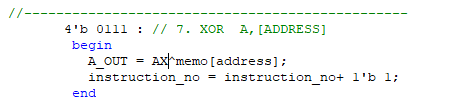 //------------------------------------------------
4'b 0111 : // 7. XOR A,[ADDRESS]
begin
A_OUT = AX^memo[address];
instruction_no = instruction_no+ 1'b 1;
end